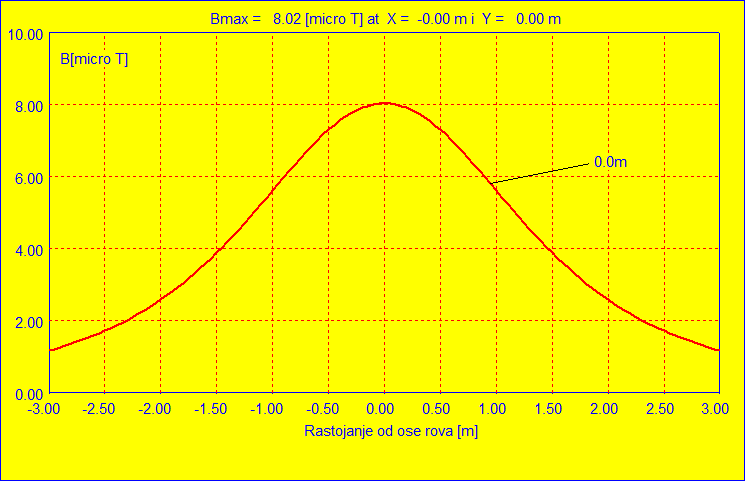 Bmax = 8.02 [micro T] at X = -0.00 m i Y = 0.00 m
10.00
B[micro T]
8.00
0.0m
6.00
4.00
2.00
0.00
-3.00 -2.50 -2.00 -1.50 -1.00 -0.50 0.00 0.50 1.00 1.50 2.00 2.50 3.00
Rastojanje od ose rova [m]